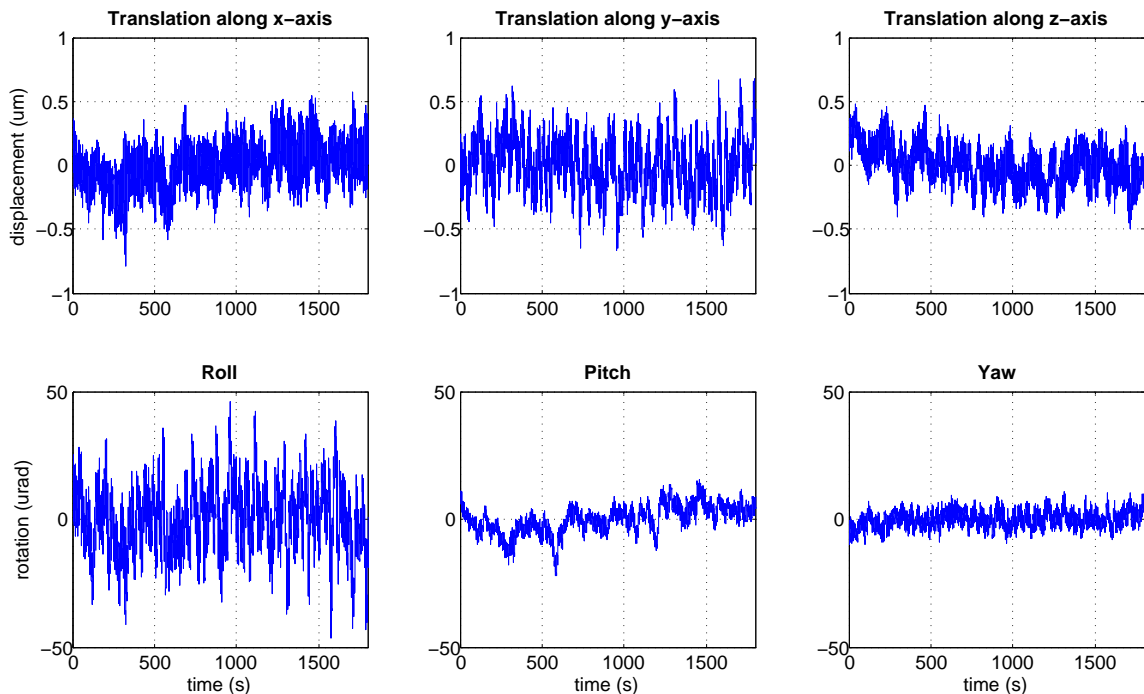 Translation along x−axis
Translation along y−axis
Translation along z−axis
displacement (um)
1
0.5
0
−0.5
−1
0 500 1000 1500
1
0.5
0
−0.5
−1
0 500 1000 1500
1
0.5
0
−0.5
−1
0 500 1000 1500
Roll
Pitch
Yaw
rotation (urad)
50
0
−50
0 500 1000 1500
time (s)
50
0
−50
0 500 1000 1500
time (s)
50
0
−50
0 500 1000 1500
time (s)